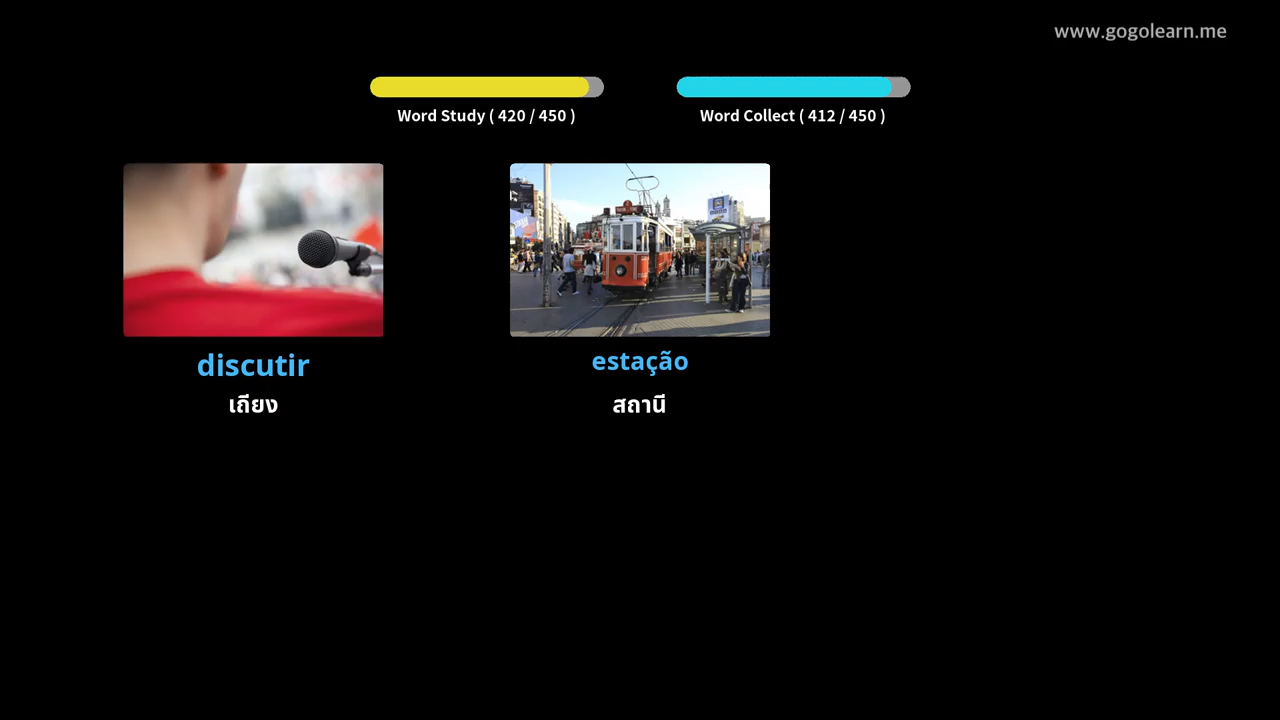 www.gogolearn.me
Word Study ( 420 / 450 )
Word Collect ( 412 / 450 )
discutir
estação
เถียง
สถานี